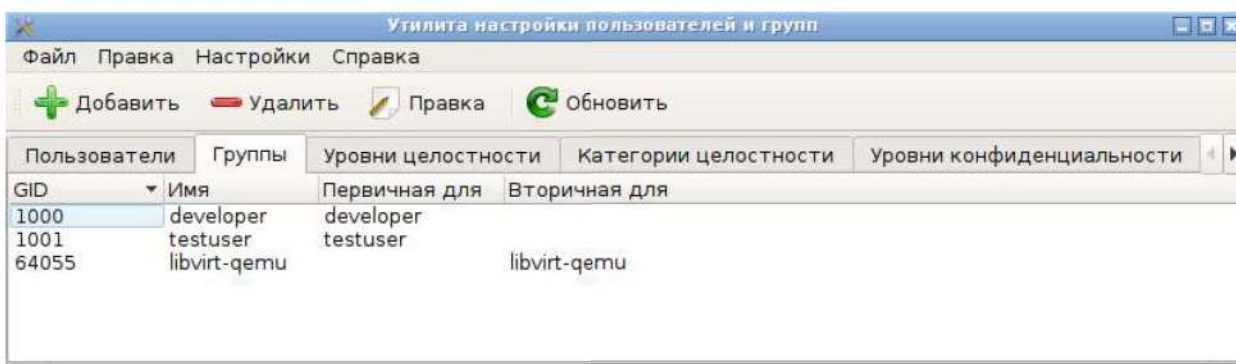 Утилита настройки пользователей и групп
Файл Правка Настройки Справка
Добавить Удалить Правка Обновить
Пользователи Группы Уровни целостности Категории целостности Уровни конфиденциальности
GID Имя Первичная для Вторичная для
1000 developer developer
1001 testuser testuser
64055 libvirt-qemu libvirt-qemu